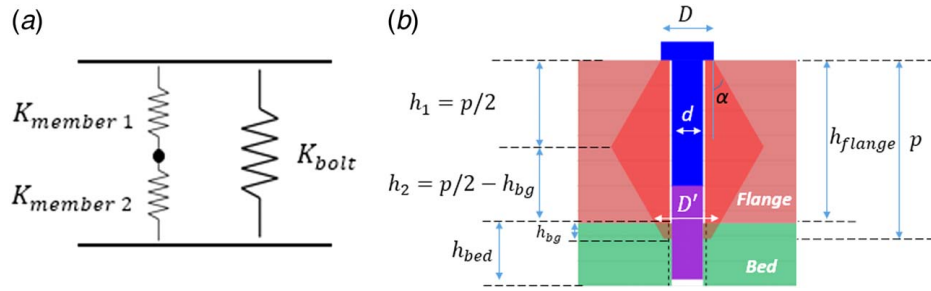 (a)
K_member 1
K_member 2
K_bolt
(b)
D
h_1 = p/2
α
d
h_flange
p
h_2 = p/2 − h_bg
D′
Flange
h_bg
h_bed
Bed